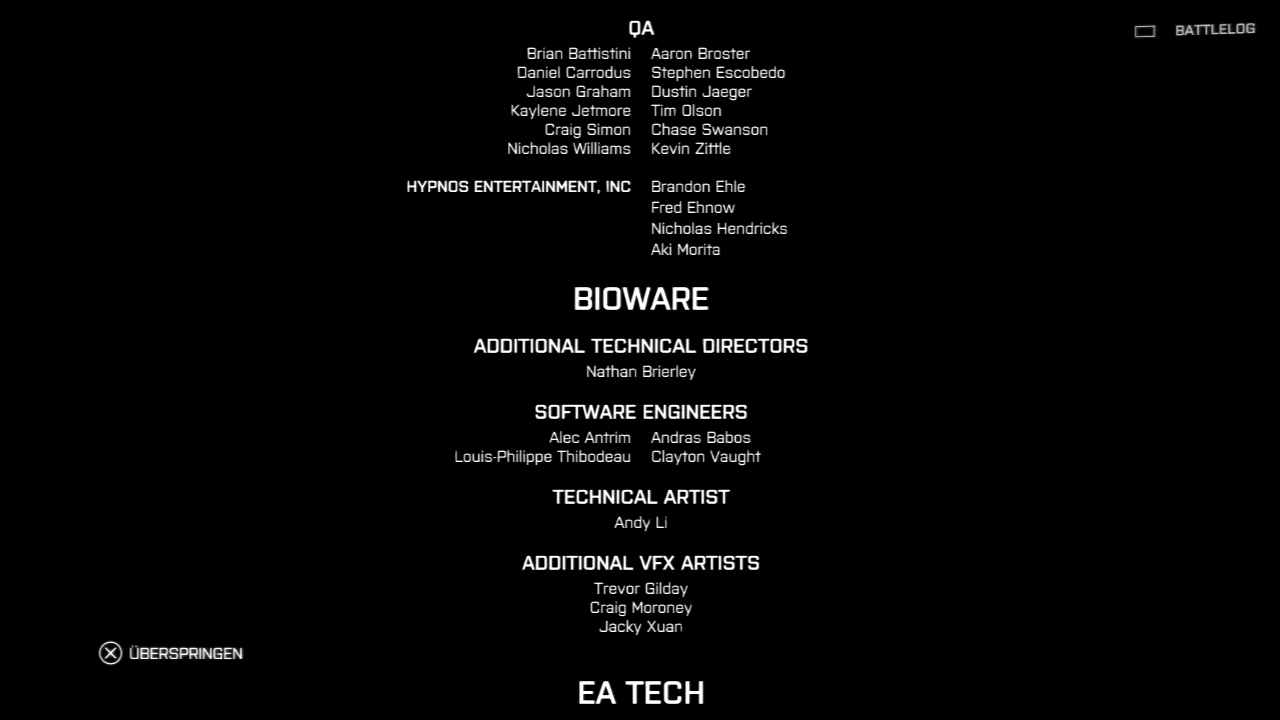 QA
BATTLELOG
Brian Battistini Aaron Broster
Daniel Carrodus Stephen Escobedo
Jason Graham Dustin Jaeger
Kaylene Jetmore Tim Olson
Craig Simon Chase Swanson
Nicholas Williams Kevin Zittle
HYPNOS ENTERTAINMENT, INC Brandon Ehle
Fred Ehnow
Nicholas Hendricks
Aki Morita
BIOWARE
ADDITIONAL TECHNICAL DIRECTORS
Nathan Brierley
SOFTWARE ENGINEERS
Alec Antrim Andras Babos
Louis-Philippe Thibodeau Clayton Vaught
TECHNICAL ARTIST
Andy Li
ADDITIONAL VFX ARTISTS
Trevor Gilday
Craig Moroney
Jacky Xuan
ÜBERSPRINGEN
EA TECH